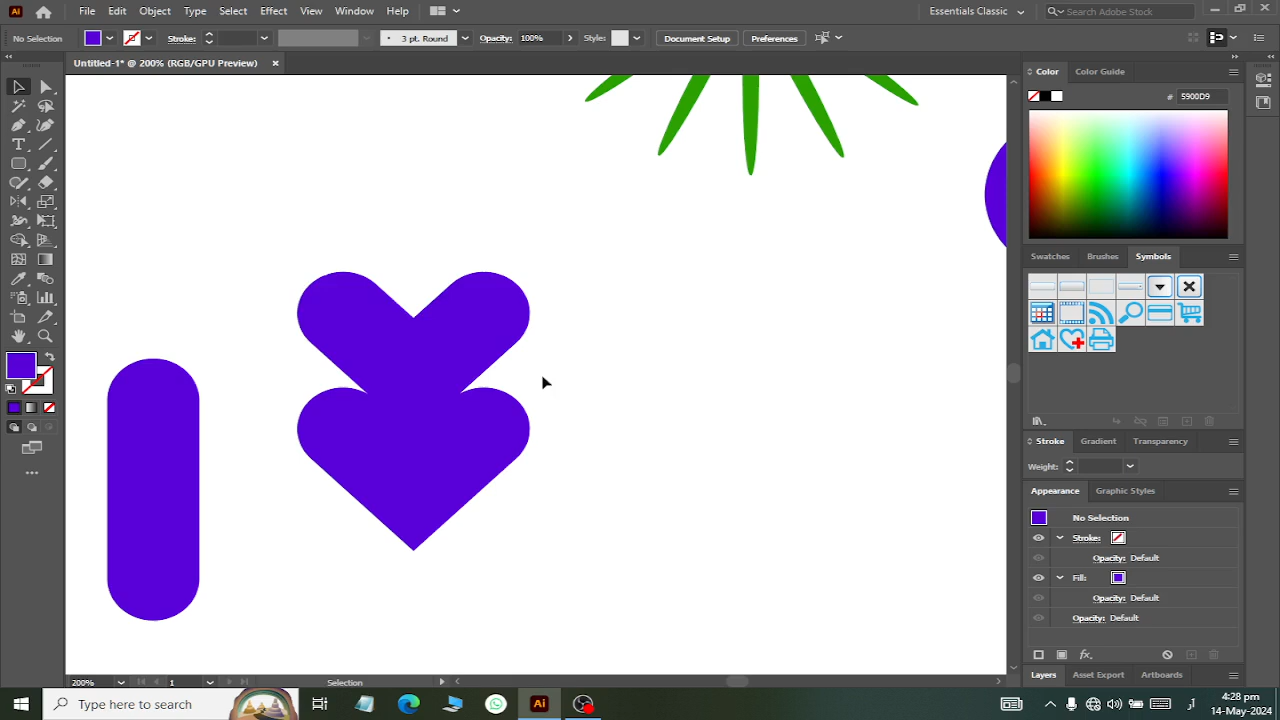 Ai File Edit Object Type Select Effect View Window Help Essentials Classic Search Adobe Stock
No Selection Stroke: 3 pt. Round Opacity: 100% Style: Document Setup Preferences
Untitled-1* @ 200% (RGB/GPU Preview)
Color Color Guide
# 5900D9
Swatches Brushes Symbols
Stroke Gradient Transparency
Weight:
Appearance Graphic Styles
No Selection
Stroke:
Opacity: Default
Fill:
Opacity: Default
Opacity: Default
fx
Layers Asset Export Artboards
200% 1 Selection
Type here to search
Ai
4:28 pm
14-May-2024